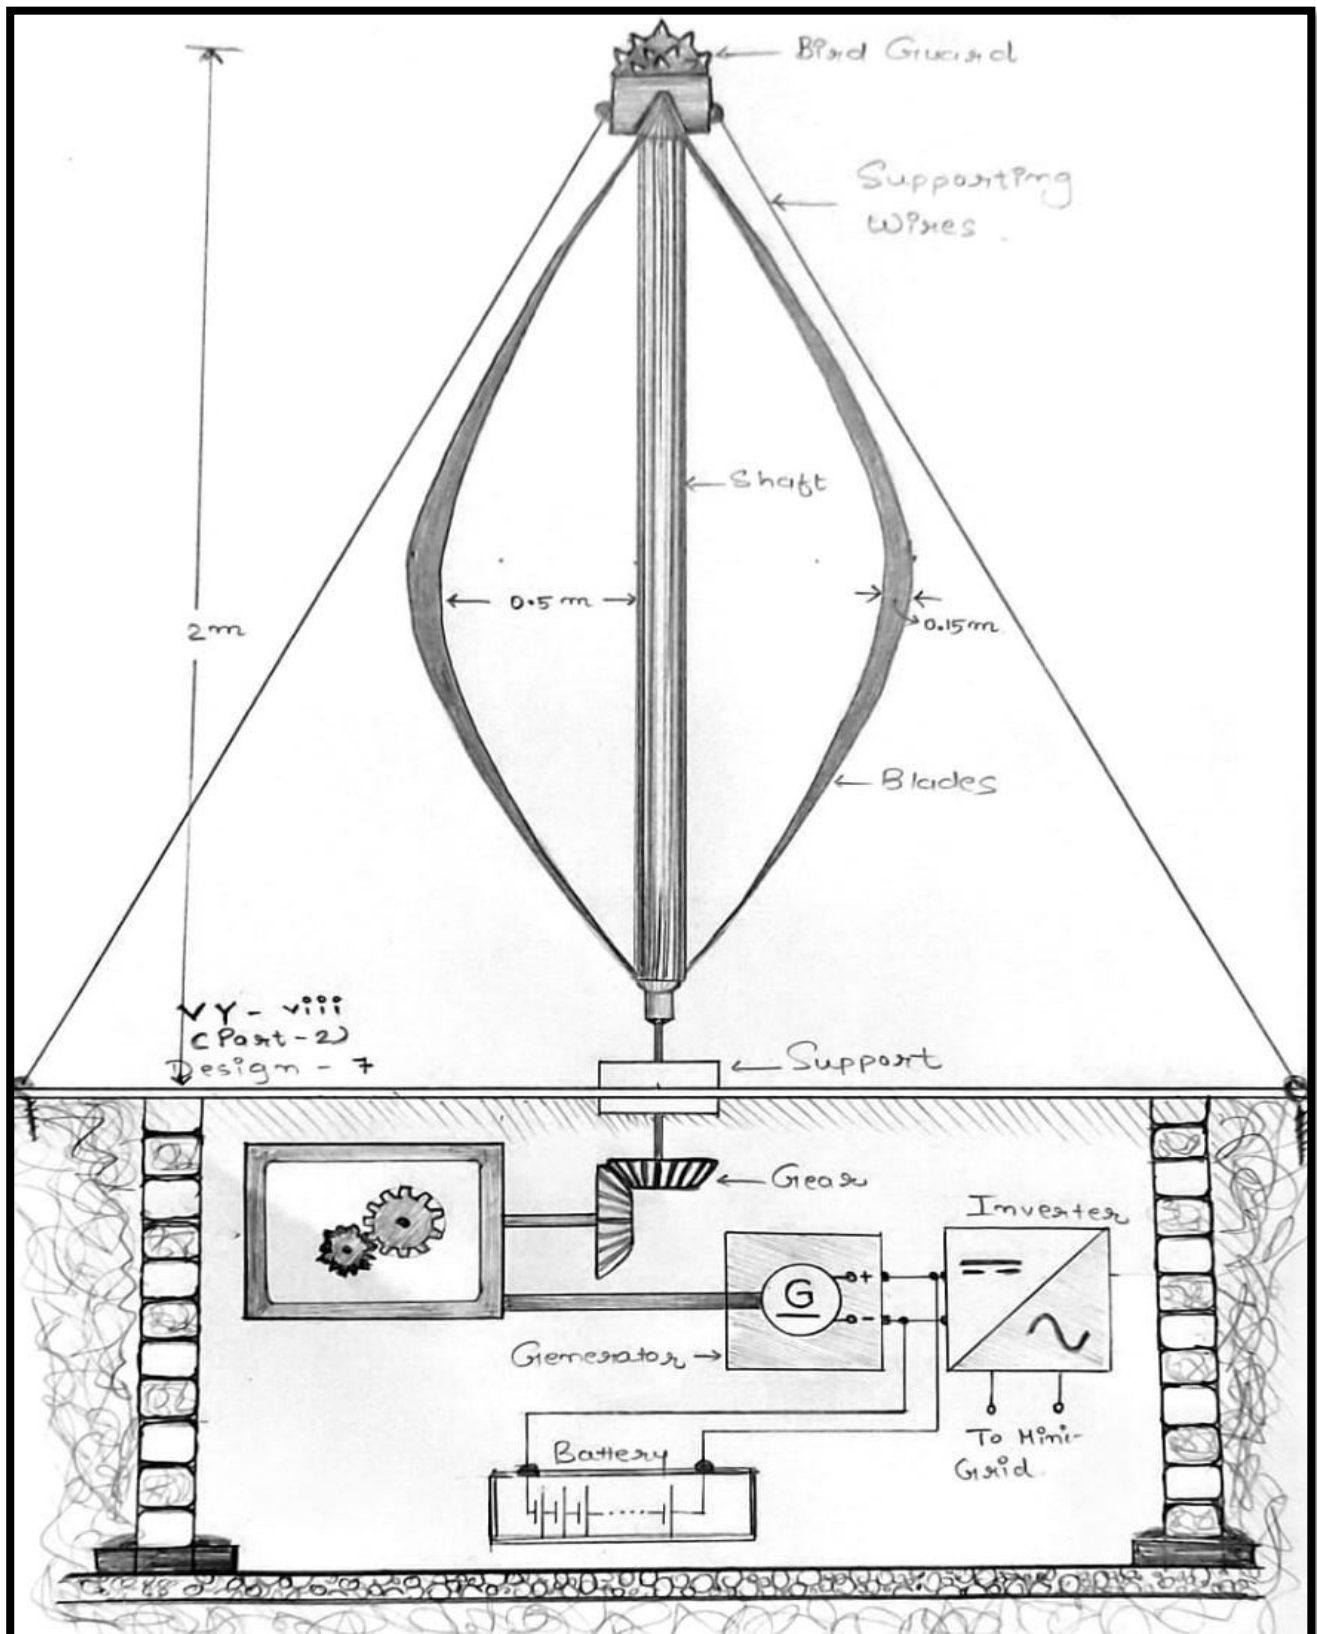 Bird Guard
Supporting
Wires
Shaft
0.5m
0.15m
2m
Blades
VY - viii
(Part-2)
Design - 7
Support
Gear
Inverter
+
G
-
Generator
To Mini-
Grid
Battery